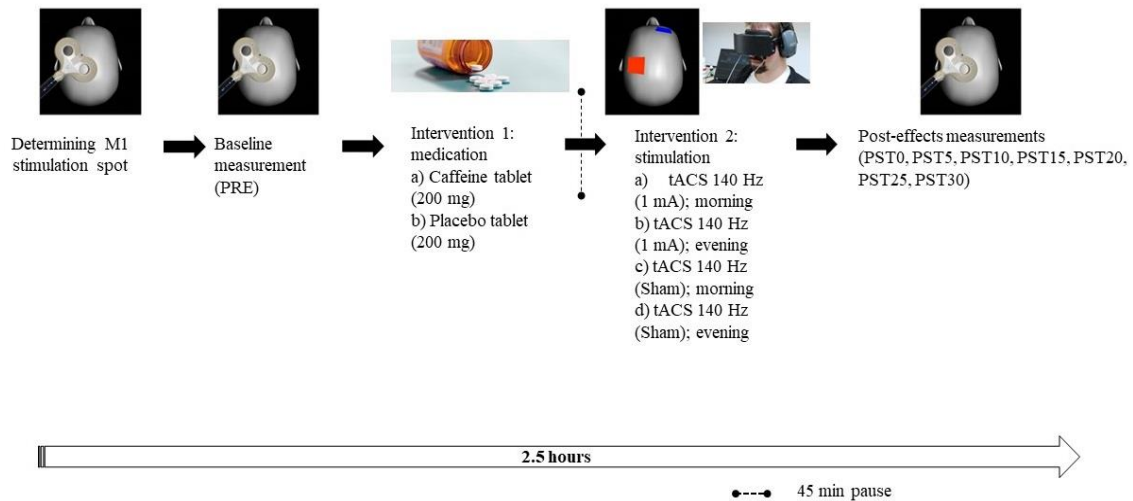 Determining M1
stimulation spot
Baseline
measurement
(PRE)
Intervention 1:
medication
a) Caffeine tablet
(200 mg)
b) Placebo tablet
(200 mg)
Intervention 2:
stimulation
a) tACS 140 Hz
(1 mA); morning
b) tACS 140 Hz
(1 mA); evening
c) tACS 140 Hz
(Sham); morning
d) tACS 140 Hz
(Sham); evening
Post-effects measurements
(PST0, PST5, PST10, PST15, PST20,
PST25, PST30)
2.5 hours
45 min pause